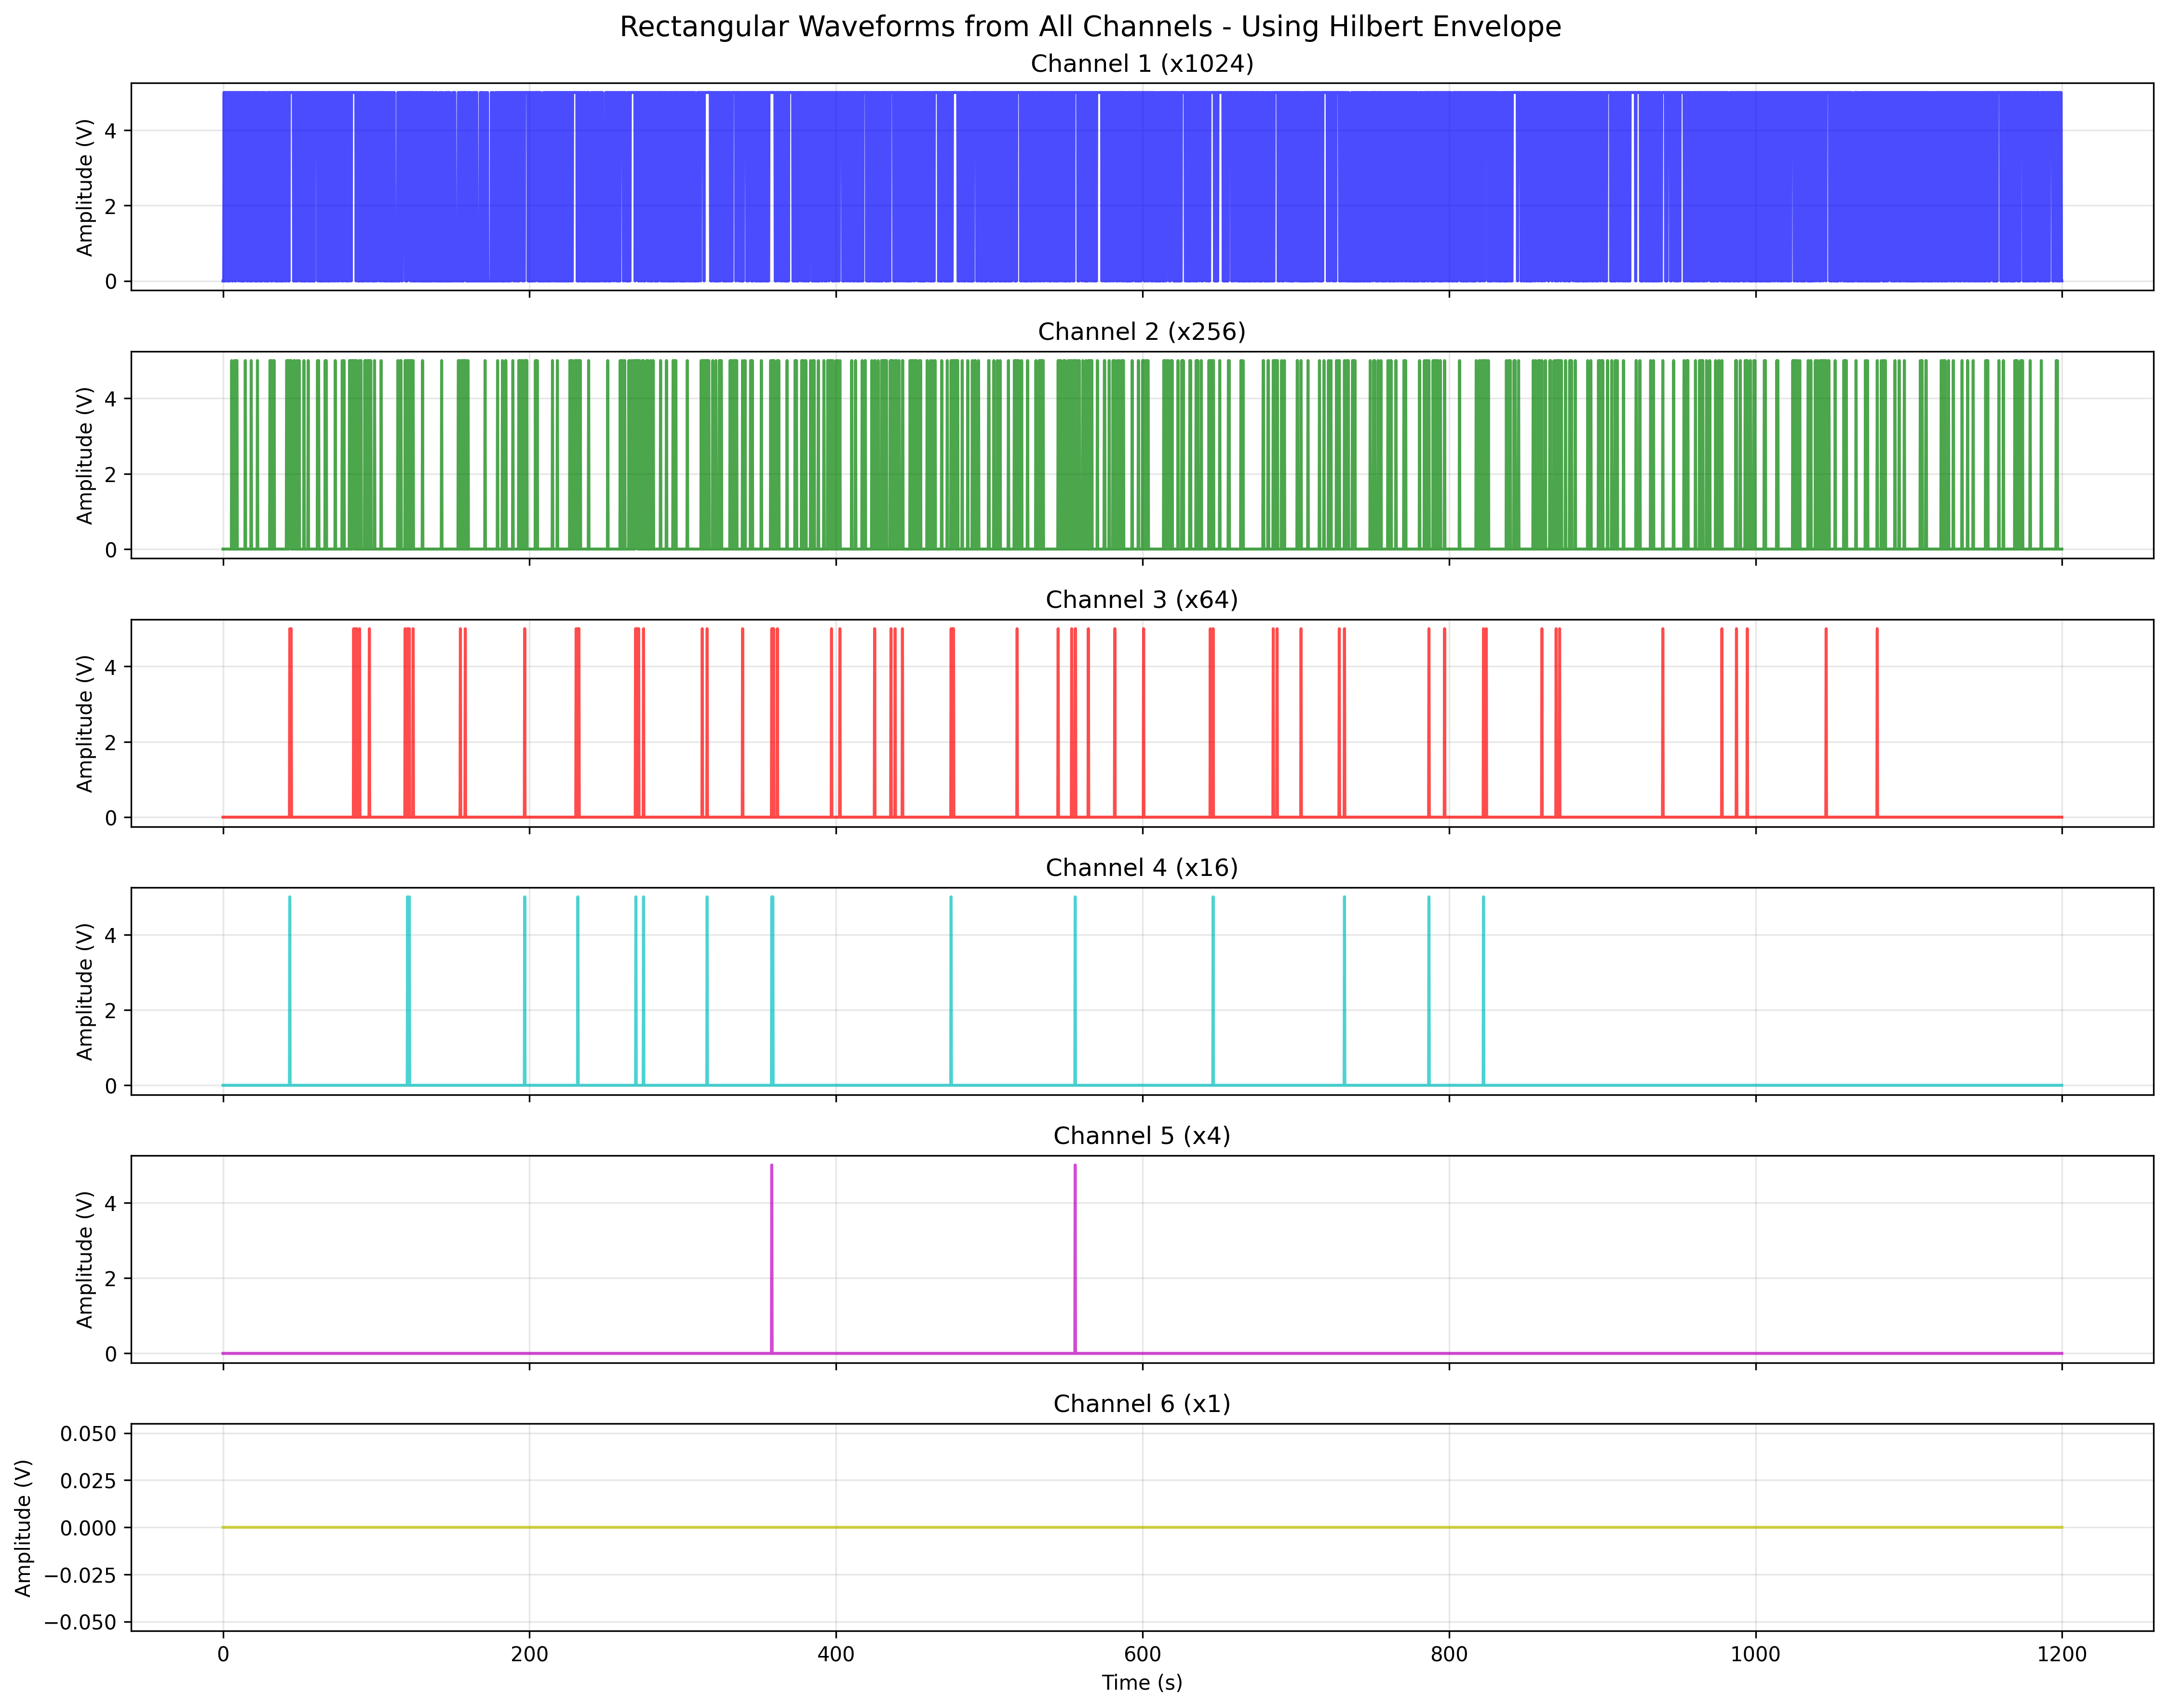 Rectangular Waveforms from All Channels - Using Hilbert Envelope
Channel 1 (x1024)
Amplitude (V)
4
2
0
Channel 2 (x256)
Amplitude (V)
4
2
0
Channel 3 (x64)
Amplitude (V)
4
2
0
Channel 4 (x16)
Amplitude (V)
4
2
0
Channel 5 (x4)
Amplitude (V)
4
2
0
Channel 6 (x1)
Amplitude (V)
0.050
0.025
0.000
−0.025
−0.050
0 200 400 600 800 1000 1200
Time (s)